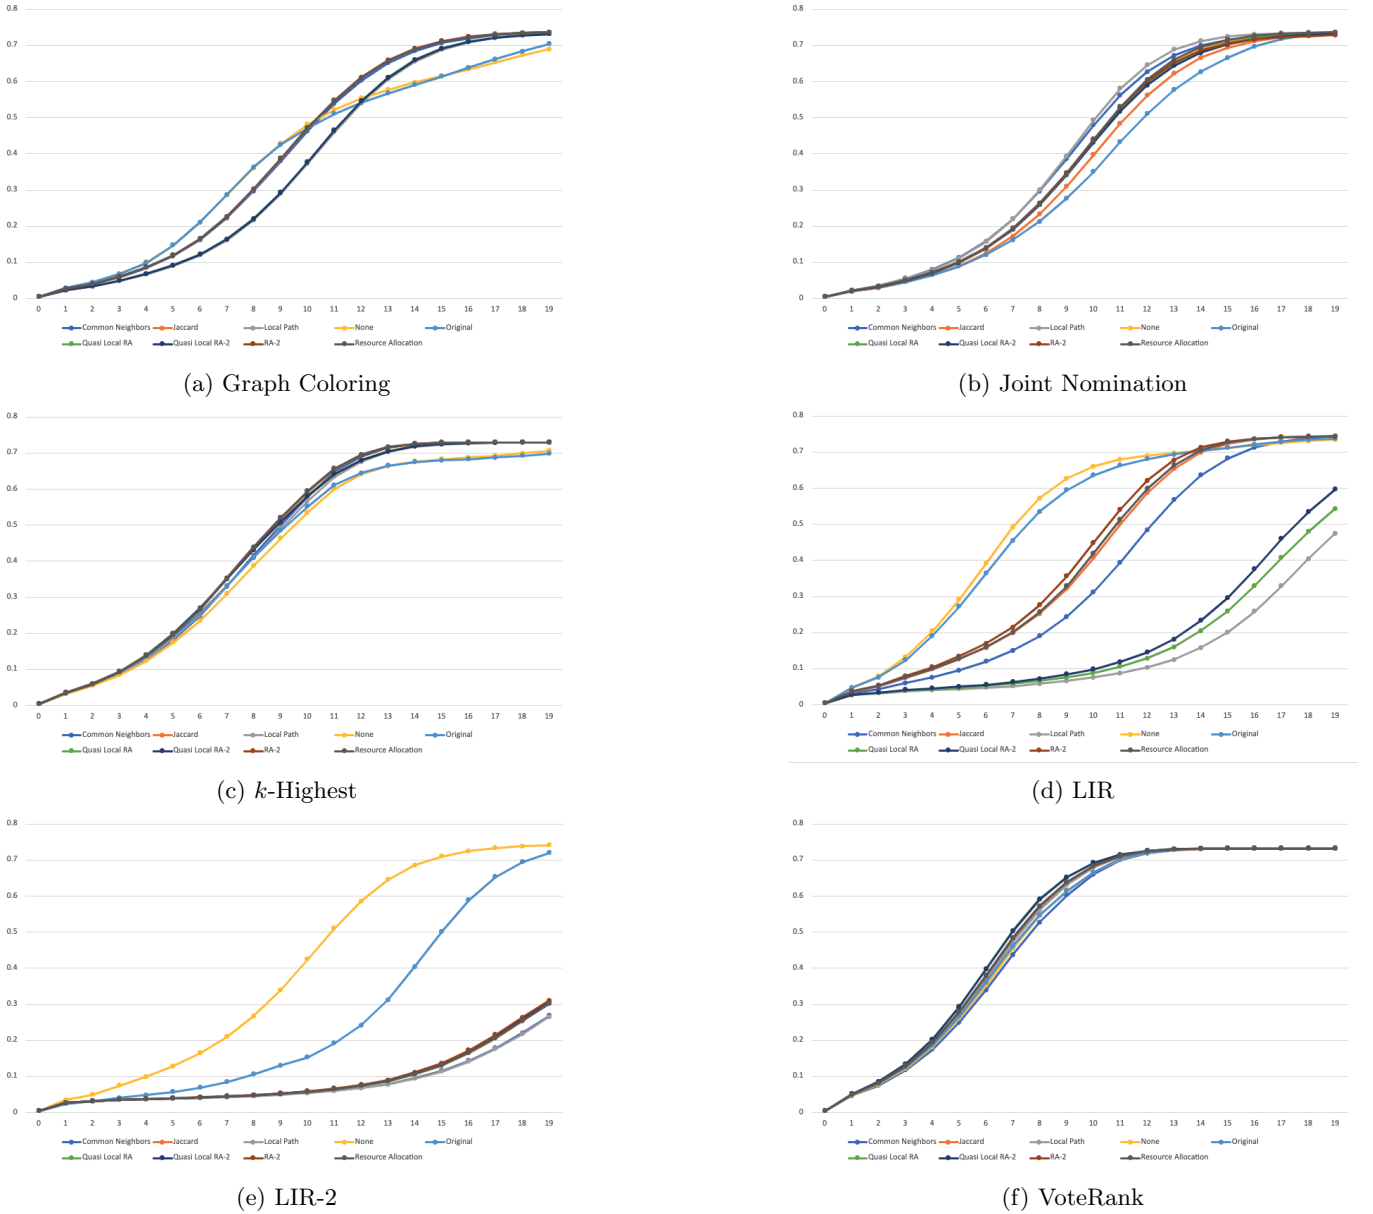 0.8
0.7
0.6
0.5
0.4
0.3
0.2
0.1
0
0 1 2 3 4 5 6 7 8 9 10 11 12 13 14 15 16 17 18 19
Common Neighbors Jaccard Local Path None Original
Quasi Local RA Quasi Local RA-2 RA-2 Resource Allocation
(a) Graph Coloring
0.8
0.7
0.6
0.5
0.4
0.3
0.2
0.1
0
0 1 2 3 4 5 6 7 8 9 10 11 12 13 14 15 16 17 18 19
Common Neighbors Jaccard Local Path None Original
Quasi Local RA Quasi Local RA-2 RA-2 Resource Allocation
(b) Joint Nomination
0.8
0.7
0.6
0.5
0.4
0.3
0.2
0.1
0
0 1 2 3 4 5 6 7 8 9 10 11 12 13 14 15 16 17 18 19
Common Neighbors Jaccard Local Path None Original
Quasi Local RA Quasi Local RA-2 RA-2 Resource Allocation
(c) k-Highest
0.8
0.7
0.6
0.5
0.4
0.3
0.2
0.1
0
0 1 2 3 4 5 6 7 8 9 10 11 12 13 14 15 16 17 18 19
Common Neighbors Jaccard Local Path None Original
Quasi Local RA Quasi Local RA-2 RA-2 Resource Allocation
(d) LIR
0.8
0.7
0.6
0.5
0.4
0.3
0.2
0.1
0
0 1 2 3 4 5 6 7 8 9 10 11 12 13 14 15 16 17 18 19
Common Neighbors Jaccard Local Path None Original
Quasi Local RA Quasi Local RA-2 RA-2 Resource Allocation
(e) LIR-2
0.8
0.7
0.6
0.5
0.4
0.3
0.2
0.1
0
0 1 2 3 4 5 6 7 8 9 10 11 12 13 14 15 16 17 18 19
Common Neighbors Jaccard Local Path None Original
Quasi Local RA Quasi Local RA-2 RA-2 Resource Allocation
(f) VoteRank